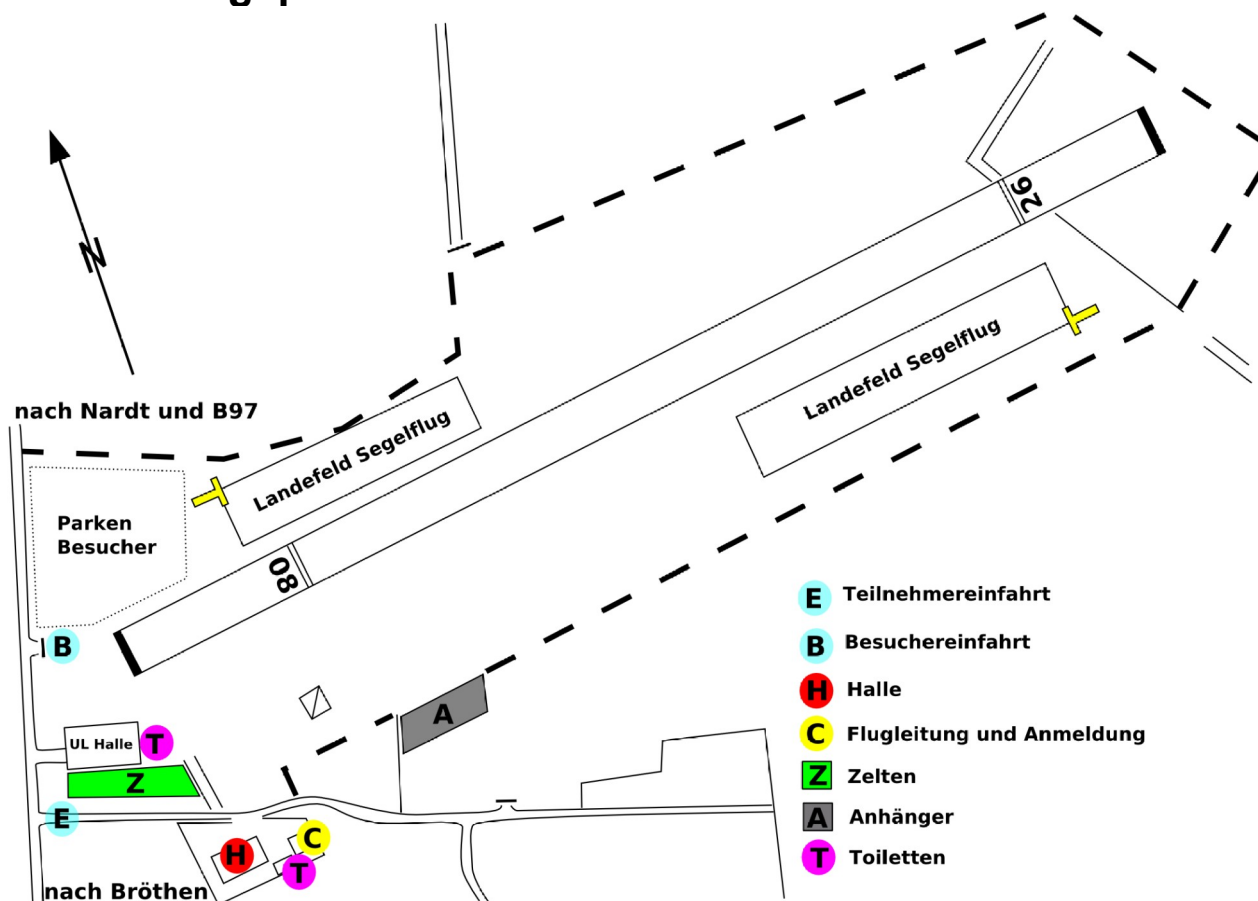 26
N
Landefeld Segelflug
nach Nardt und B97
Landefeld Segelflug
Parken
Besucher
08
E Teilnehmereinfahrt
B Besuchereinfahrt
B
H Halle
A
C Flugleitung und Anmeldung
UL Halle T
Z Zelten
Z
A Anhänger
E
C
T Toiletten
H
T
nach Bröthen